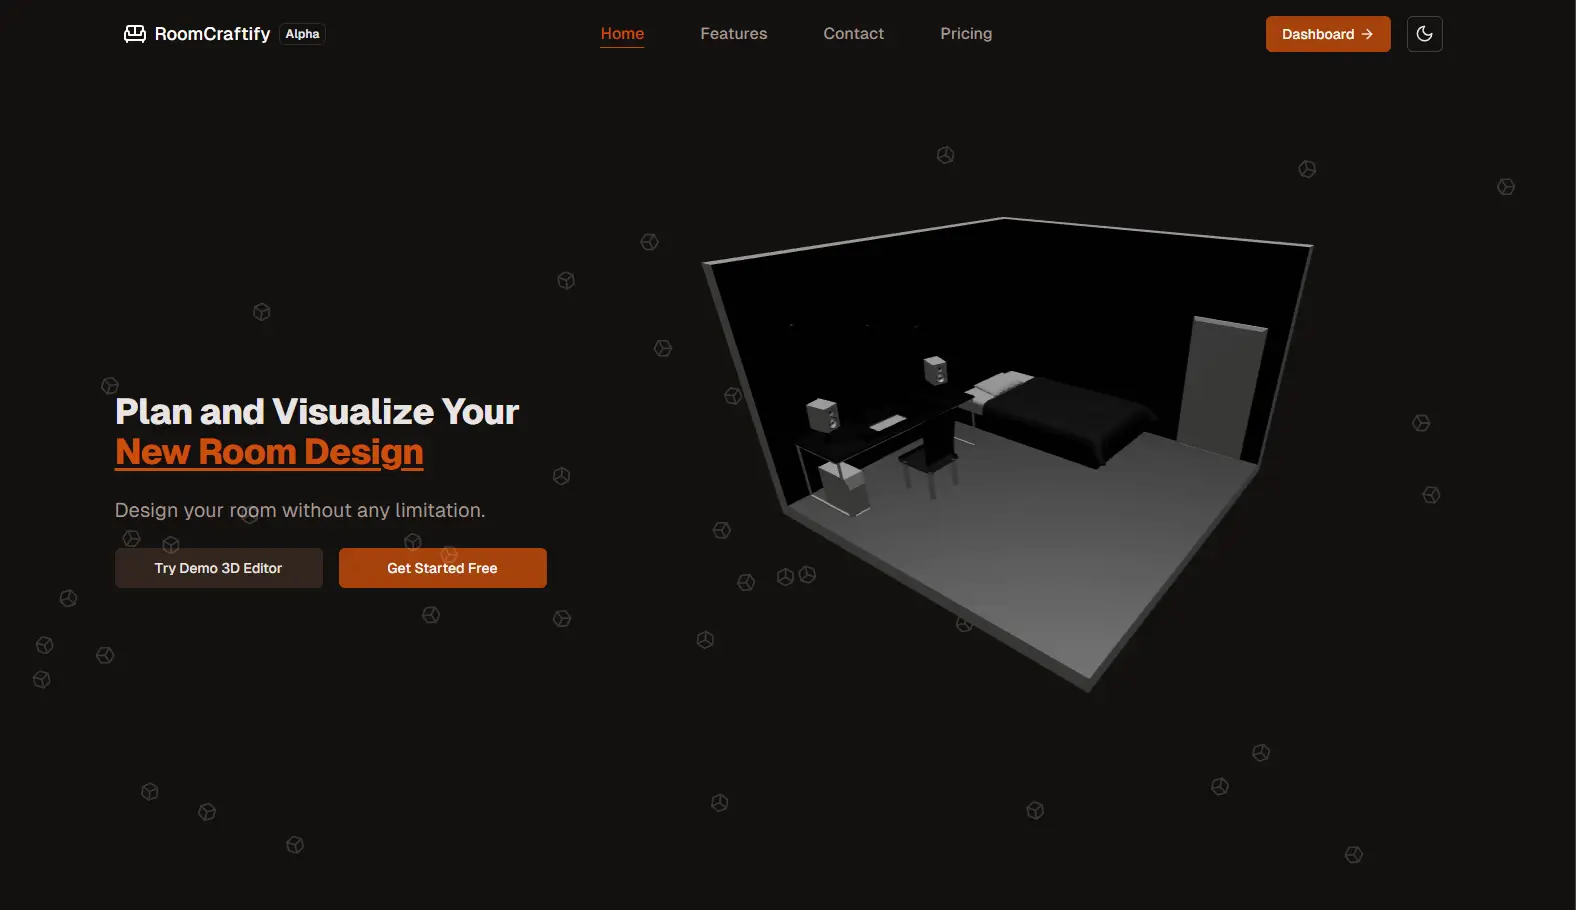 RoomCraftify Alpha
Home Features Contact Pricing
Dashboard →
Plan and Visualize Your
New Room Design
Design your room without any limitation.
Try Demo 3D Editor
Get Started Free